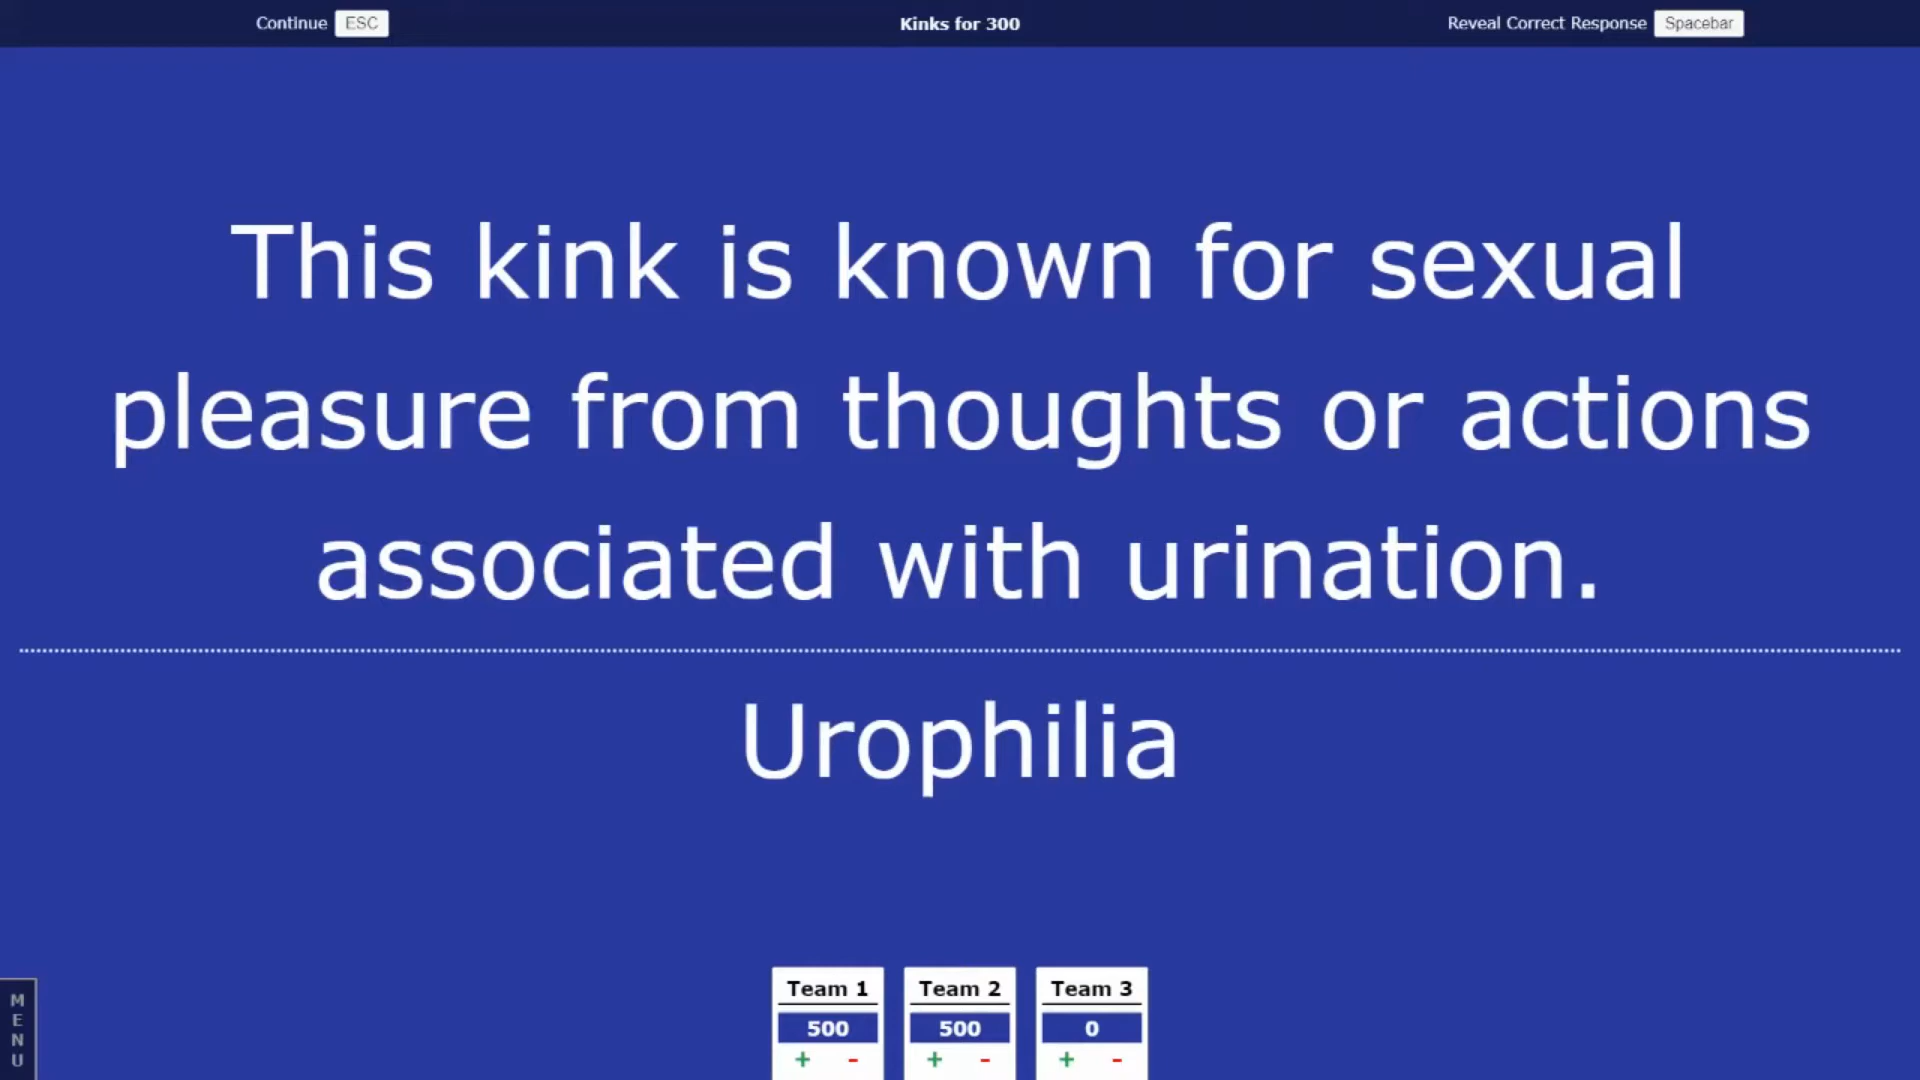 Continue ESC Kinks for 300 Reveal Correct Response Spacebar
This kink is known for sexual
pleasure from thoughts or actions
associated with urination.
Urophilia
MENU
Team 1 Team 2 Team 3
500 500 0
+ - + - + -